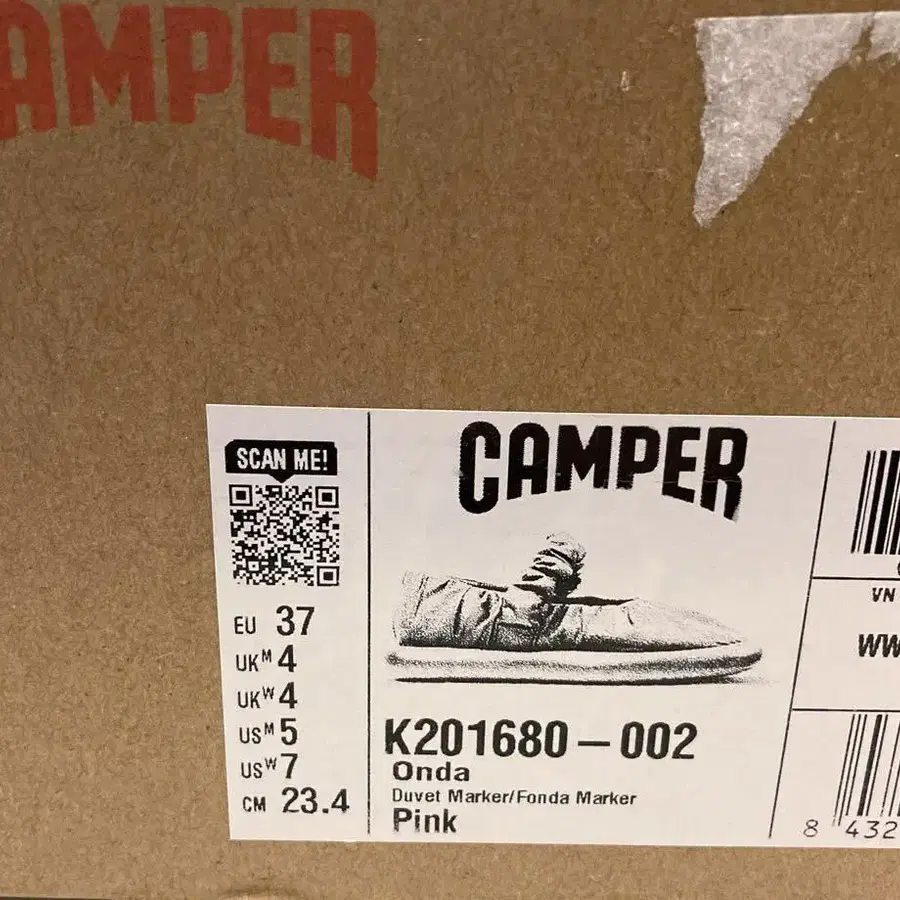 CAMPER
SCAN ME!
EU 37
UK M 4
UK W 4
US M 5
US W 7
CM 23.4
CAMPER
K201680-002
Onda
Duvet Marker/Fonda Marker
Pink
VN
WW
8 432